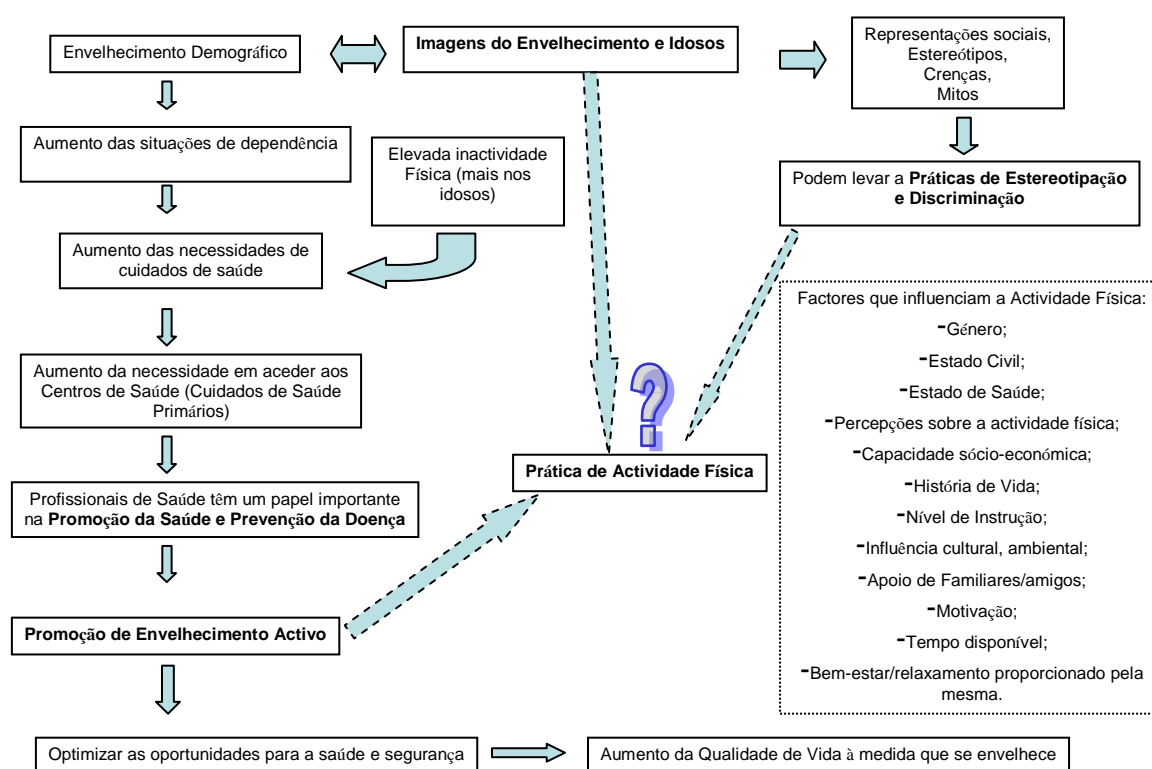 Envelhecimento Demográfico
Imagens do Envelhecimento e Idosos
Representações sociais,
Estereótipos,
Crenças,
Mitos
Aumento das situações de dependência
Elevada inactividade
Física (mais nos
idosos)
Podem levar a Práticas de Estereotipação
e Discriminação
Aumento das necessidades de
cuidados de saúde
Aumento da necessidade em aceder aos
Centros de Saúde (Cuidados de Saúde
Primários)
Profissionais de Saúde têm um papel importante
na Promoção da Saúde e Prevenção da Doença
Promoção de Envelhecimento Activo
?
Prática de Actividade Física
Factores que influenciam a Actividade Física:
-Género;
-Estado Civil;
-Estado de Saúde;
-Percepções sobre a actividade física;
-Capacidade sócio-económica;
-História de Vida;
-Nível de Instrução;
-Influência cultural, ambiental;
-Apoio de Familiares/amigos;
-Motivação;
-Tempo disponível;
-Bem-estar/relaxamento proporcionado pela
mesma.
Optimizar as oportunidades para a saúde e segurança
Aumento da Qualidade de Vida à medida que se envelhece